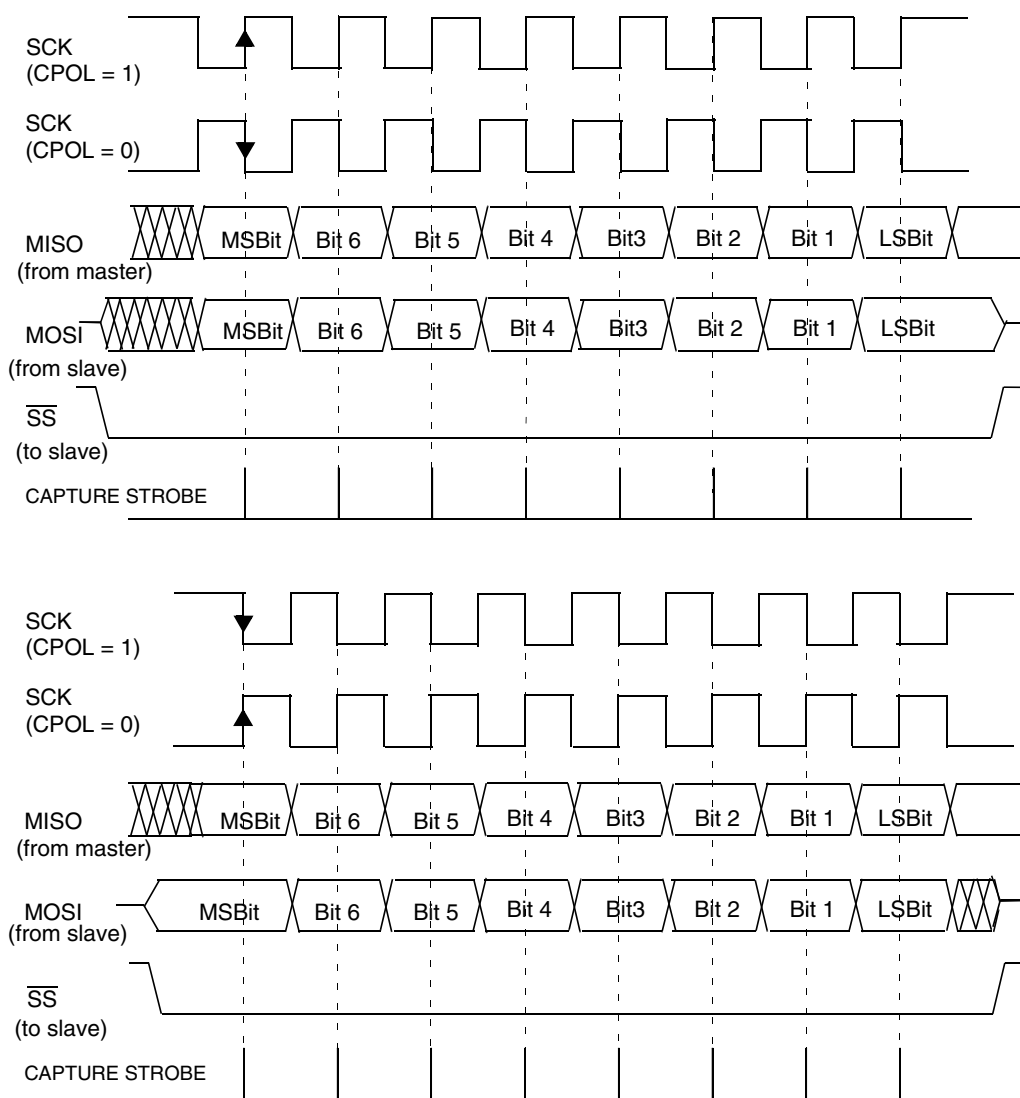 SCK
(CPOL = 1)
SCK
(CPOL = 0)
MISO
(from master)
MSBit Bit 6 Bit 5 Bit 4 Bit3 Bit 2 Bit 1 LSBit
MOSI
(from slave)
MSBit Bit 6 Bit 5 Bit 4 Bit3 Bit 2 Bit 1 LSBit
SS
(to slave)
CAPTURE STROBE
SCK
(CPOL = 1)
SCK
(CPOL = 0)
MISO
(from master)
MSBit Bit 6 Bit 5 Bit 4 Bit3 Bit 2 Bit 1 LSBit
MOSI
(from slave)
MSBit Bit 6 Bit 5 Bit 4 Bit3 Bit 2 Bit 1 LSBit
SS
(to slave)
CAPTURE STROBE